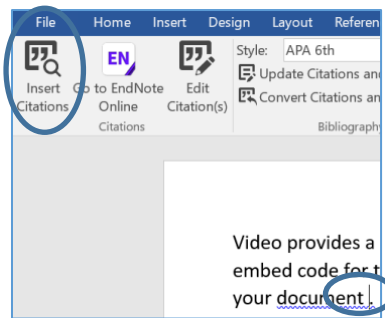 File Home Insert Design Layout Referen
EN
Style: APA 6th
Update Citations and
Convert Citations an
Insert Citations
Go to EndNote Online
Edit Citation(s)
Citations
Bibliography
Video provides a
embed code for t
your document .